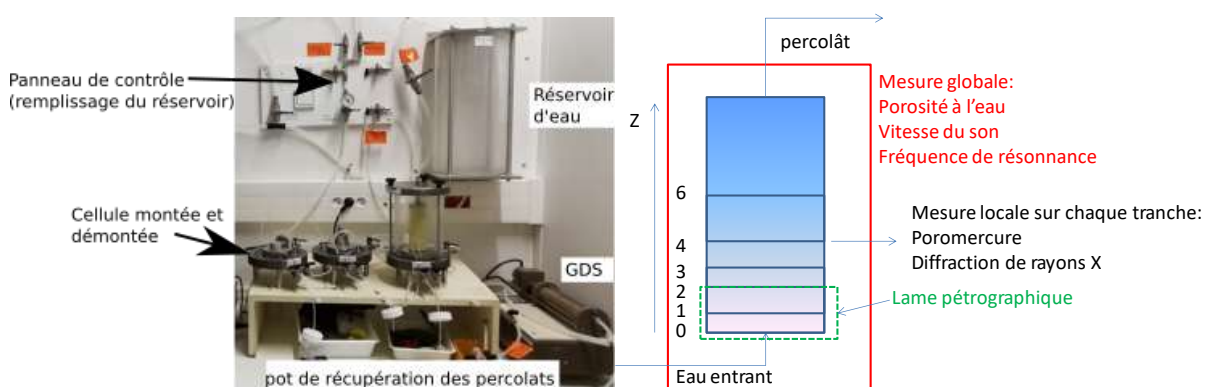 Panneau de contrôle
(remplissage du réservoir)
Réservoir
d'eau
Cellule montée et
démontée
GDS
pot de récupération des percolats
percolât
Mesure globale:
Porosité à l'eau
Vitesse du son
Fréquence de résonnance
Z
6
4
3
2
1
0
Mesure locale sur chaque tranche:
Poromercure
Diffraction de rayons X
Lame pétrographique
Eau entrant